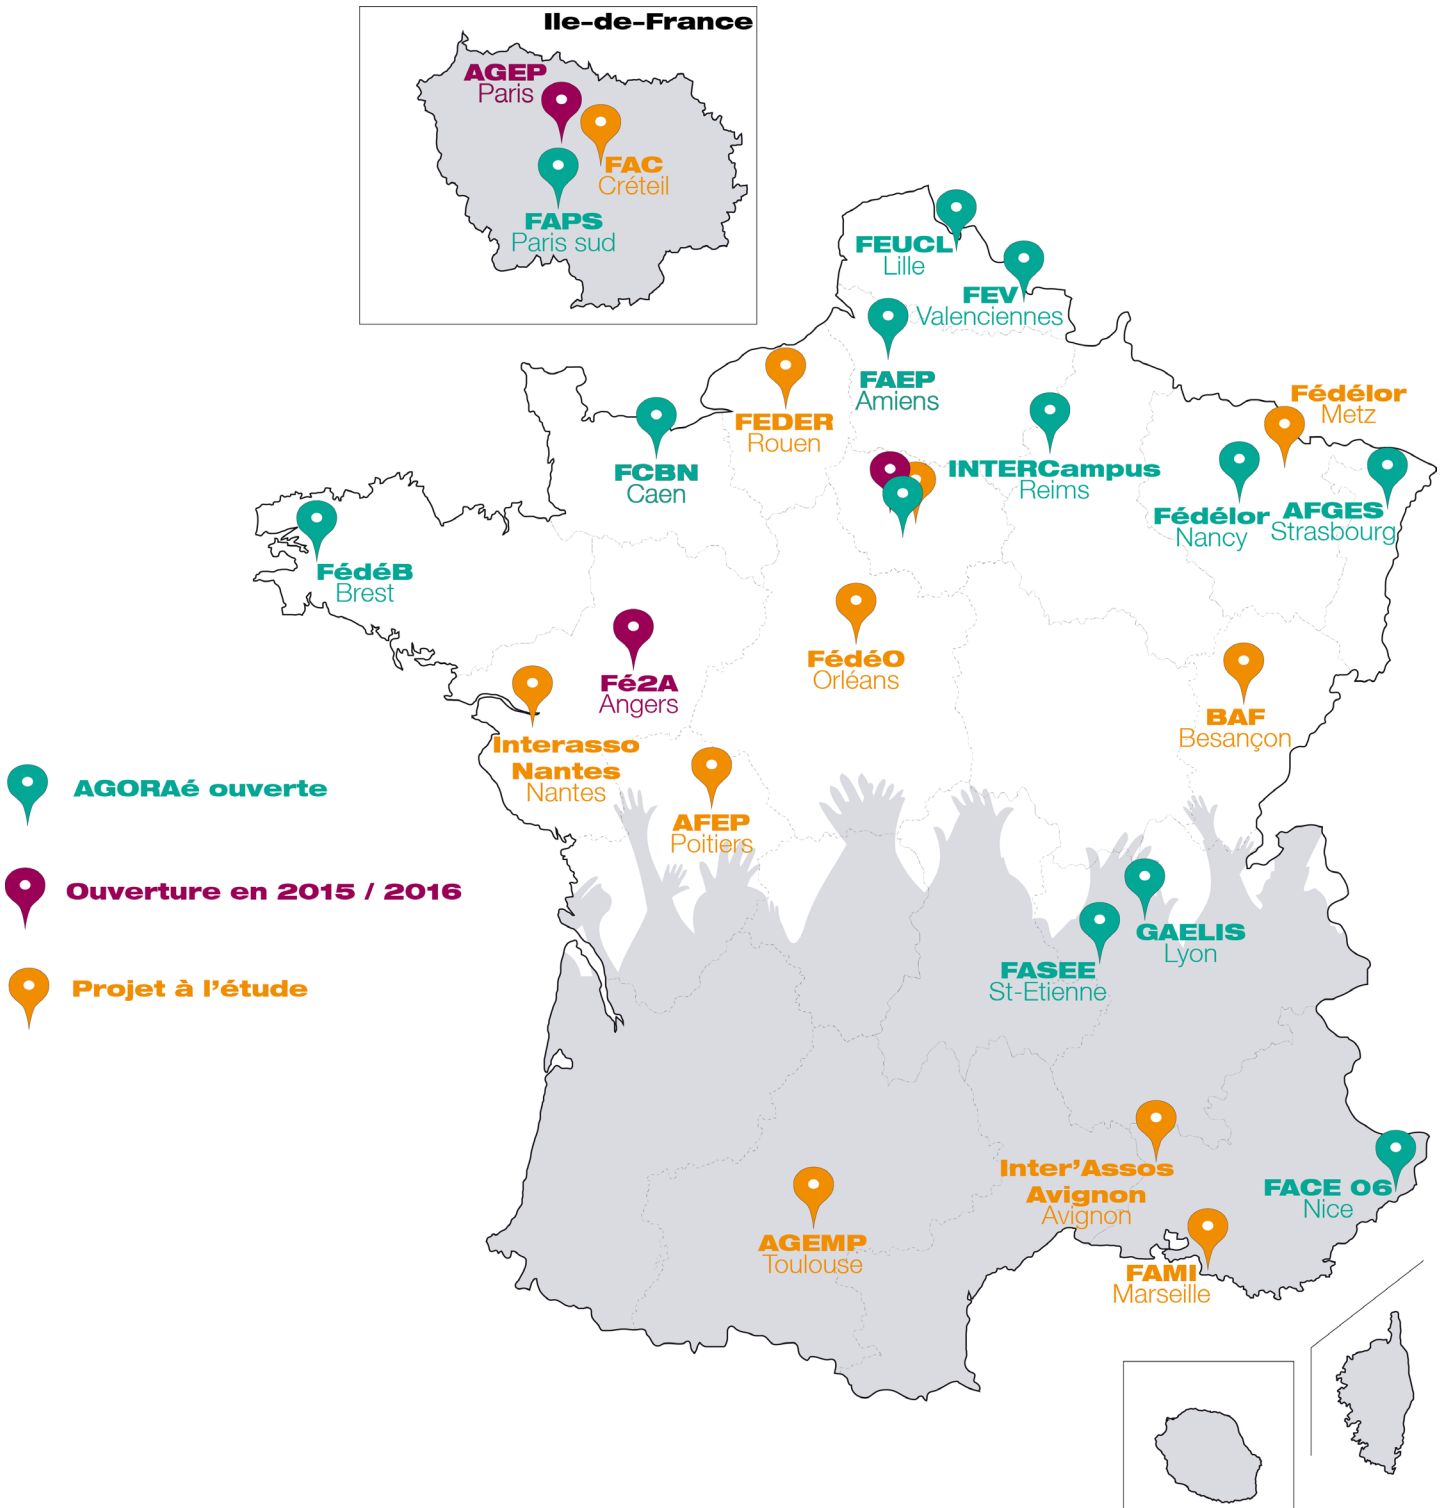 Ile-de-France
AGEP
Paris
FAC
Créteil
FAPS
Paris sud
FEUCL
Lille
FEV
Valenciennes
FAEP
Amiens
FEDER
Rouen
Fédélor
Metz
FCBN
Caen
INTERCampus
Reims
Fédélor
Nancy
AFGES
Strasbourg
FédéB
Brest
FédéO
Orléans
Fé2A
Angers
BAF
Besançon
Interasso
Nantes
Nantes
AFEP
Poitiers
AGORAé ouverte
Ouverture en 2015 / 2016
Projet à l'étude
GAELIS
Lyon
FASEE
St-Etienne
Inter'Assos
Avignon
Avignon
FACE 06
Nice
AGEMP
Toulouse
FAMI
Marseille